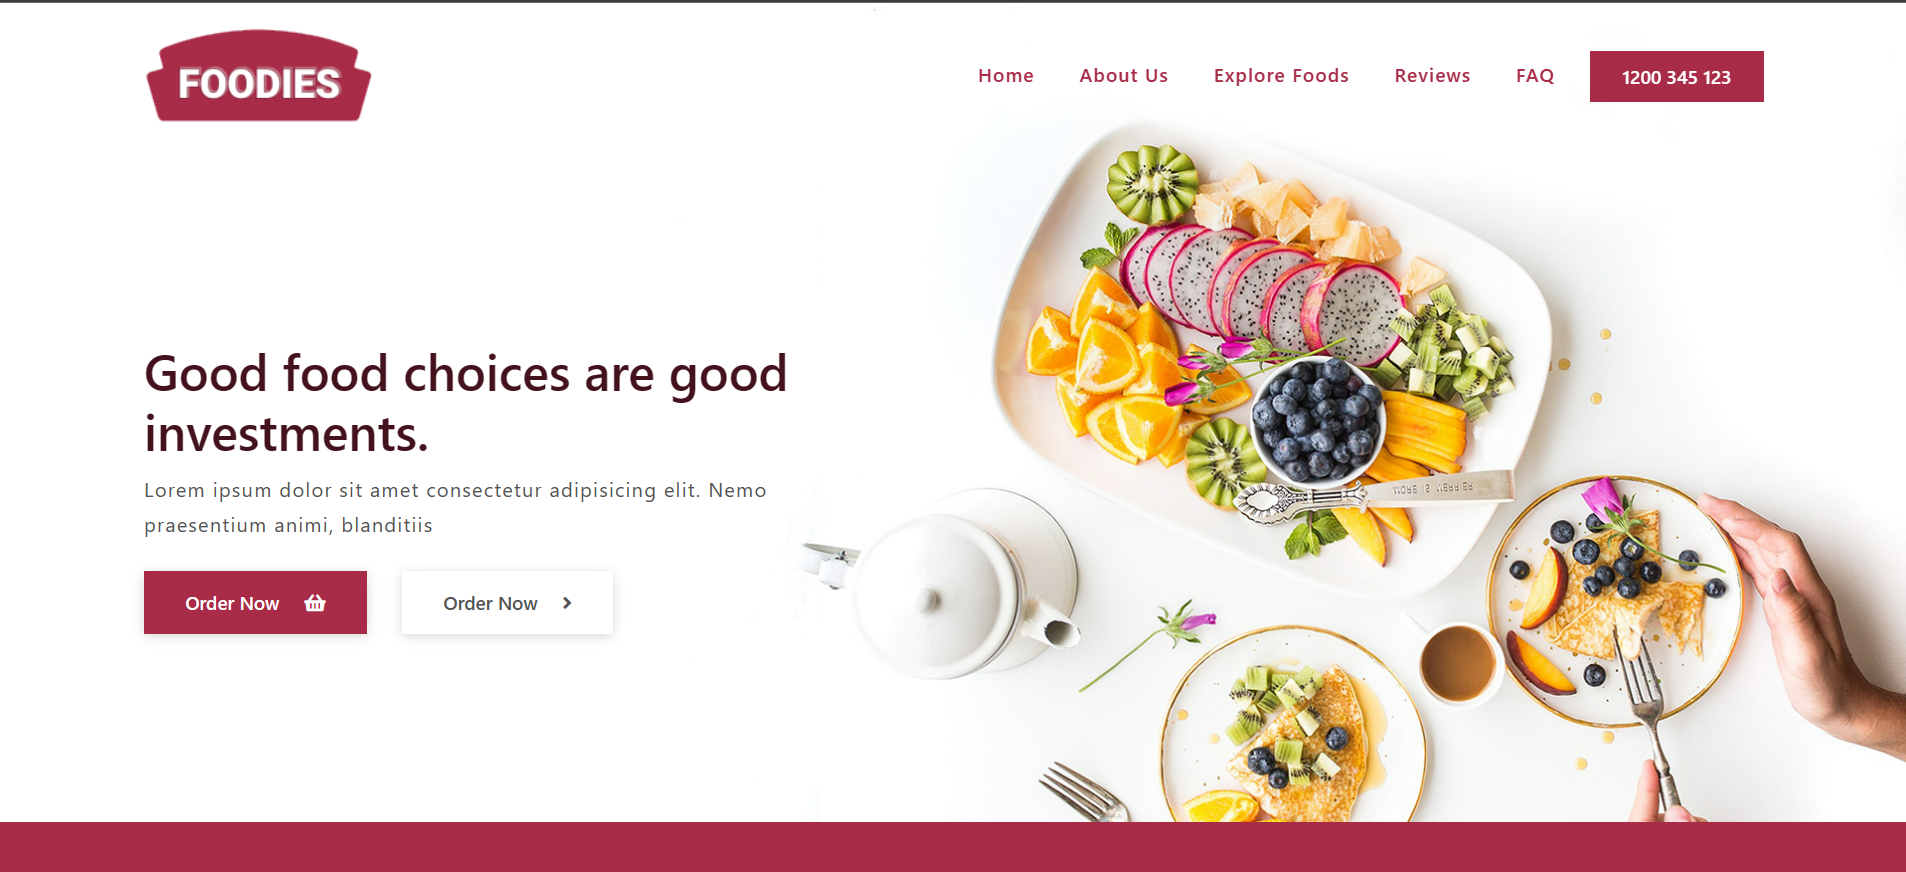 FOODIES
Home About Us Explore Foods Reviews FAQ 1200 345 123
Good food choices are good
investments.
Lorem ipsum dolor sit amet consectetur adipisicing elit. Nemo
praesentium animi, blanditiis
Order Now Order Now